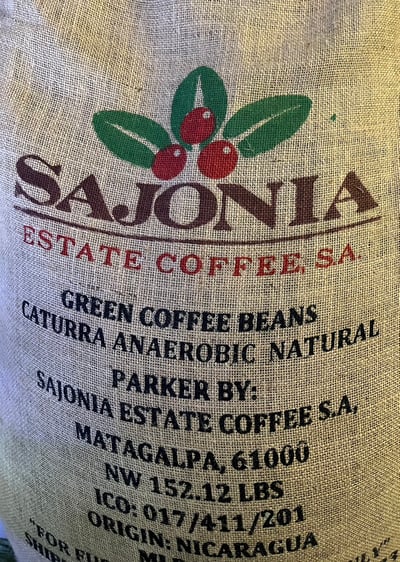 SAJONIA
ESTATE COFFEE, S.A.
GREEN COFFEE BEANS
CATURRA ANAEROBIC NATURAL
PARKER BY:
SAJONIA ESTATE COFFEE S.A,
MATAGALPA, 61000
NW 152.12 LBS
ICO: 017/411/201
ORIGIN: NICARAGUA
"FOR